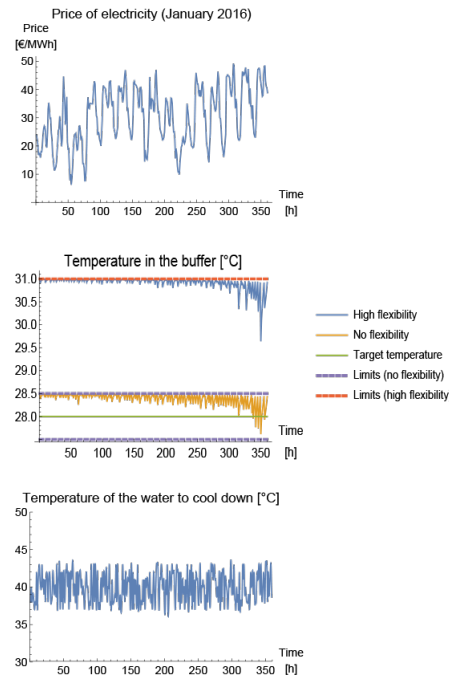 Price of electricity (January 2016)
Price
[€/MWh]
50
40
30
20
10
Time
[h]
50 100 150 200 250 300 350
Temperature in the buffer [°C]
31.0
30.5
30.0
29.5
29.0
28.5
28.0
Time
[h]
50 100 150 200 250 300 350
High flexibility
No flexibility
Target temperature
Limits (no flexibility)
Limits (high flexibility
Temperature of the water to cool down [°C]
50
45
40
35
30
Time
[h]
50 100 150 200 250 300 350